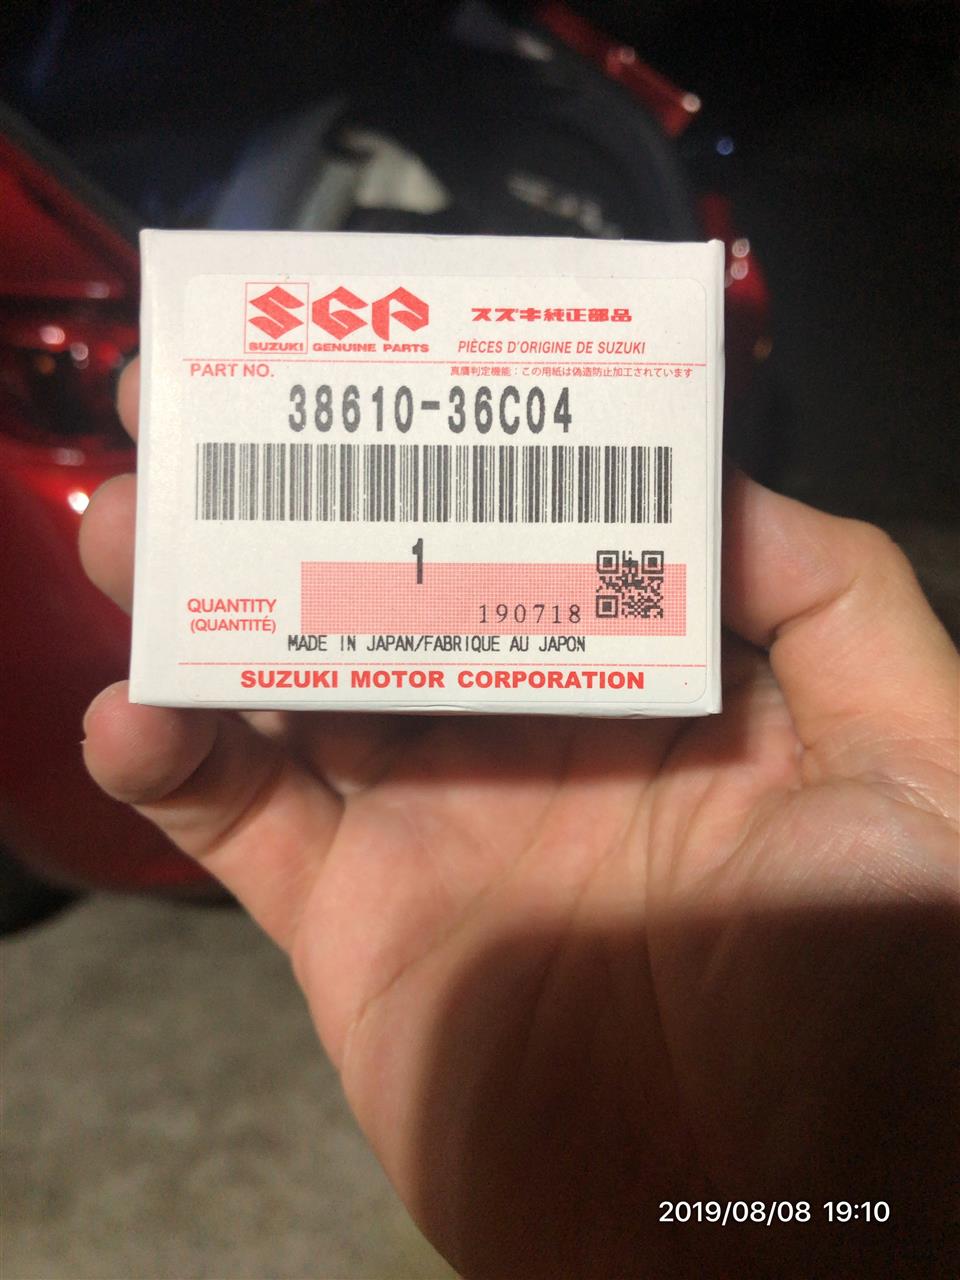 SGP
SUZUKI GENUINE PARTS
スズキ純正部品
PIÈCES D'ORIGINE DE SUZUKI
PART NO.
真贋判定機能：この用紙は偽造防止加工されています
38610-36C04
1
QUANTITY
(QUANTITÉ)
190718
MADE IN JAPAN/FABRIQUE AU JAPON
SUZUKI MOTOR CORPORATION
2019/08/08 19:10